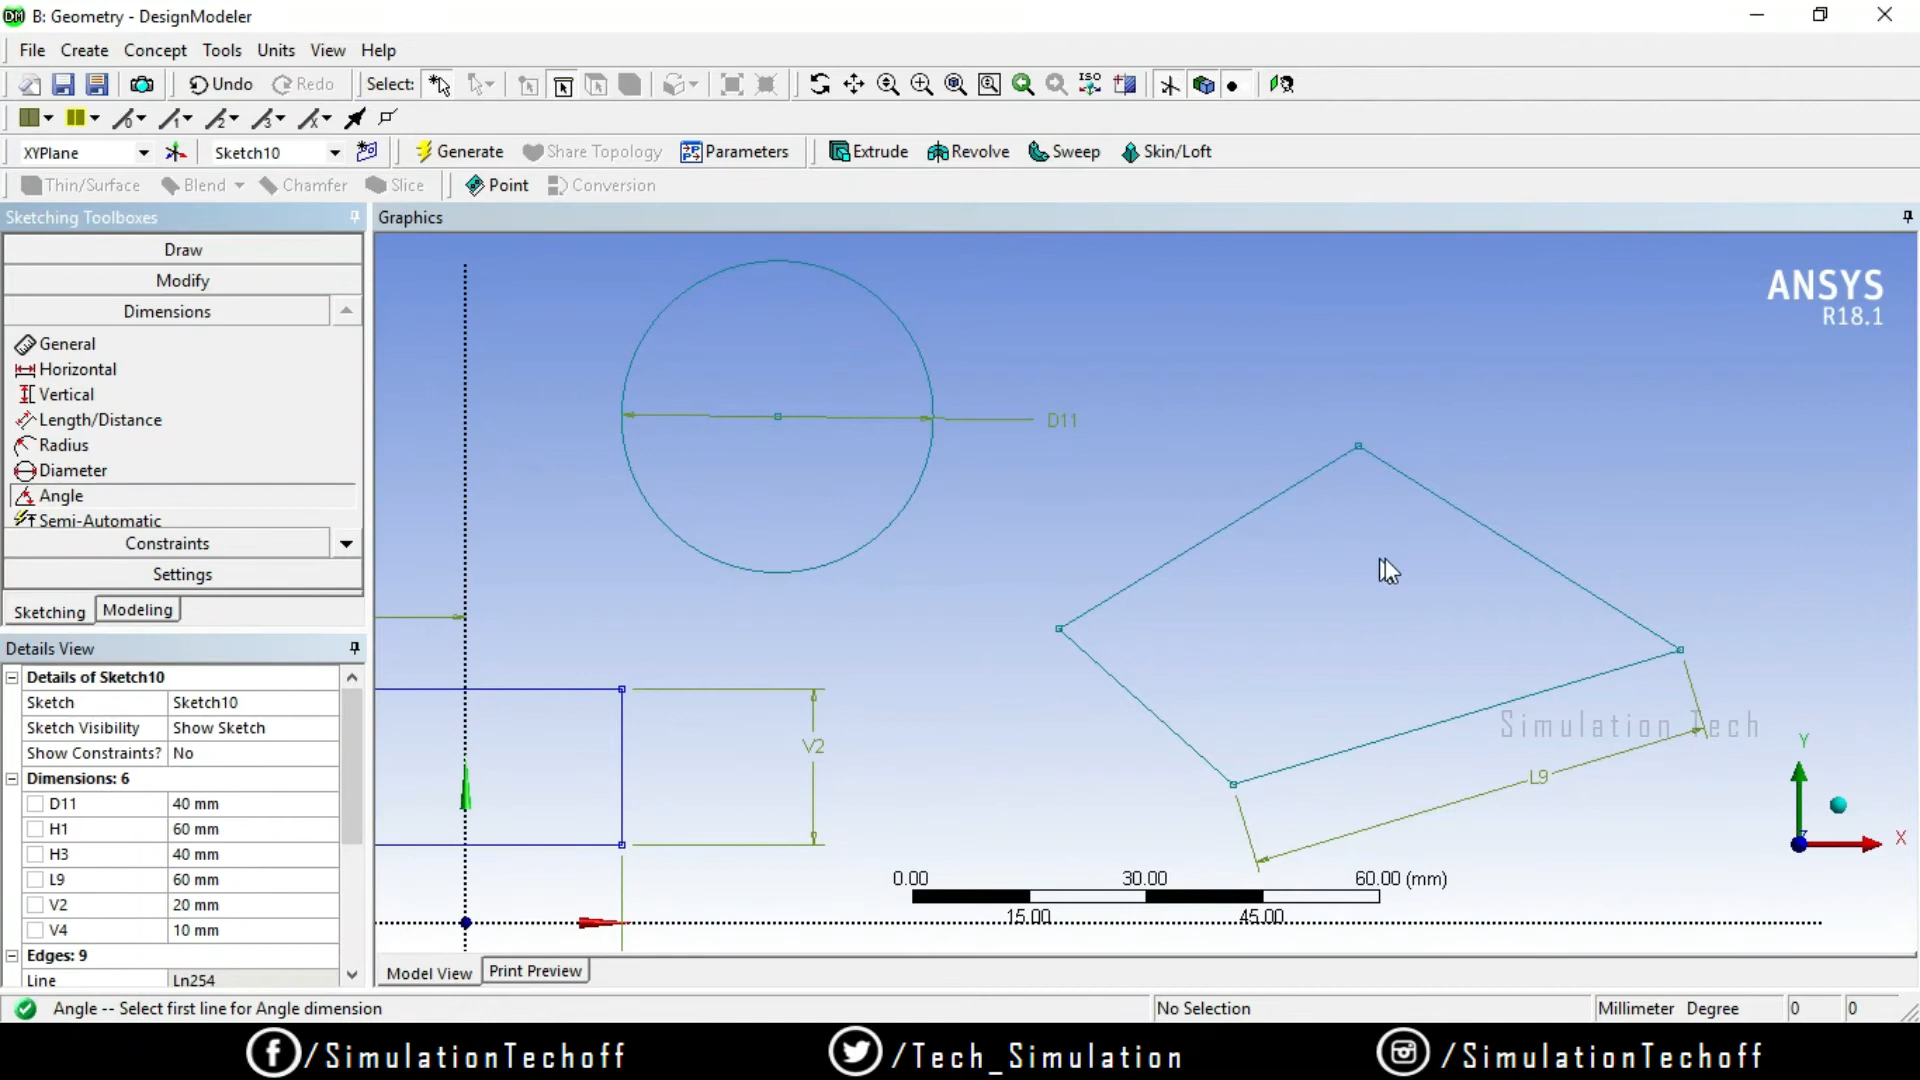 B: Geometry - DesignModeler
File Create Concept Tools Units View Help
Undo Redo Select: ISO
XYPlane Sketch10 Generate Share Topology Parameters Extrude Revolve Sweep Skin/Loft
Thin/Surface Blend Chamfer Slice Point Conversion
Sketching Toolboxes
Draw
Modify
Dimensions
General
Horizontal
Vertical
Length/Distance
Radius
Diameter
Angle
Semi-Automatic
Constraints
Settings
Sketching Modeling
Details View
Details of Sketch10
Sketch Sketch10
Sketch Visibility Show Sketch
Show Constraints? No
Dimensions: 6
D11 40 mm
H1 60 mm
H3 40 mm
L9 60 mm
V2 20 mm
V4 10 mm
Edges: 9
Line Ln254
Graphics
ANSYS
R18.1
D11
V2
Simulation Tech
L9
Y
X
0.00 30.00 60.00 (mm)
15.00 45.00
Model View Print Preview
Angle -- Select first line for Angle dimension No Selection Millimeter Degree 0 0
/SimulationTechoff /Tech_Simulation /SimulationTechoff